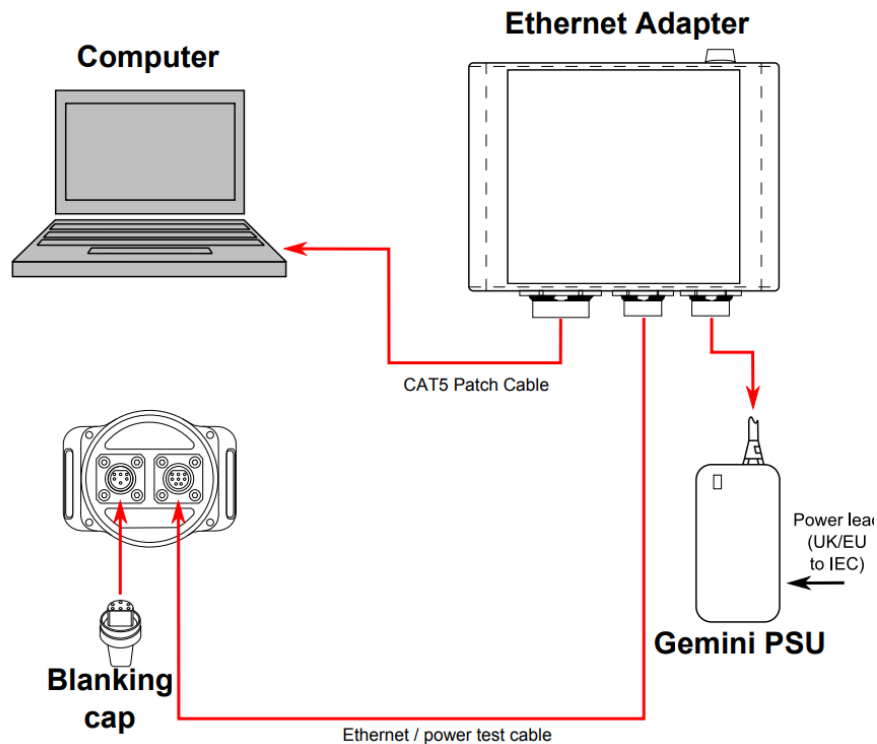 Ethernet Adapter
Computer
CAT5 Patch Cable
Power lead
(UK/EU
to IEC)
Gemini PSU
Blanking
cap
Ethernet / power test cable